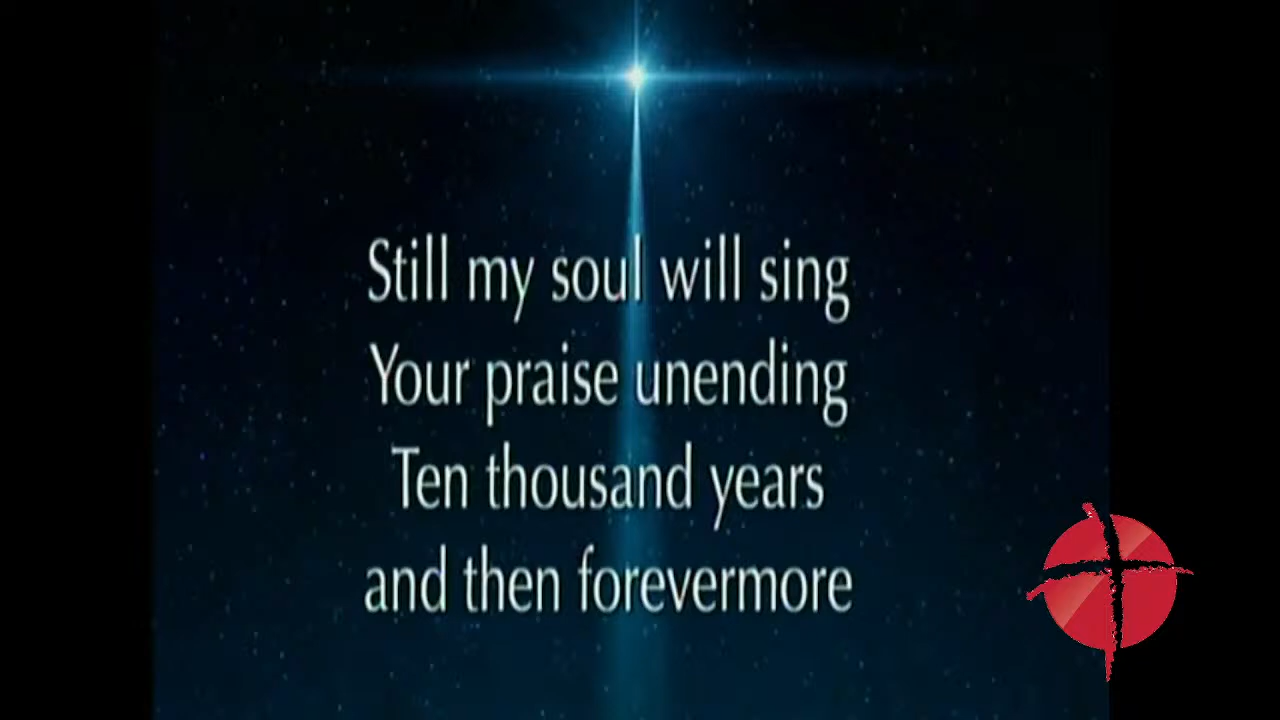 Still my soul will sing
Your praise unending
Ten thousand years
and then forevermore